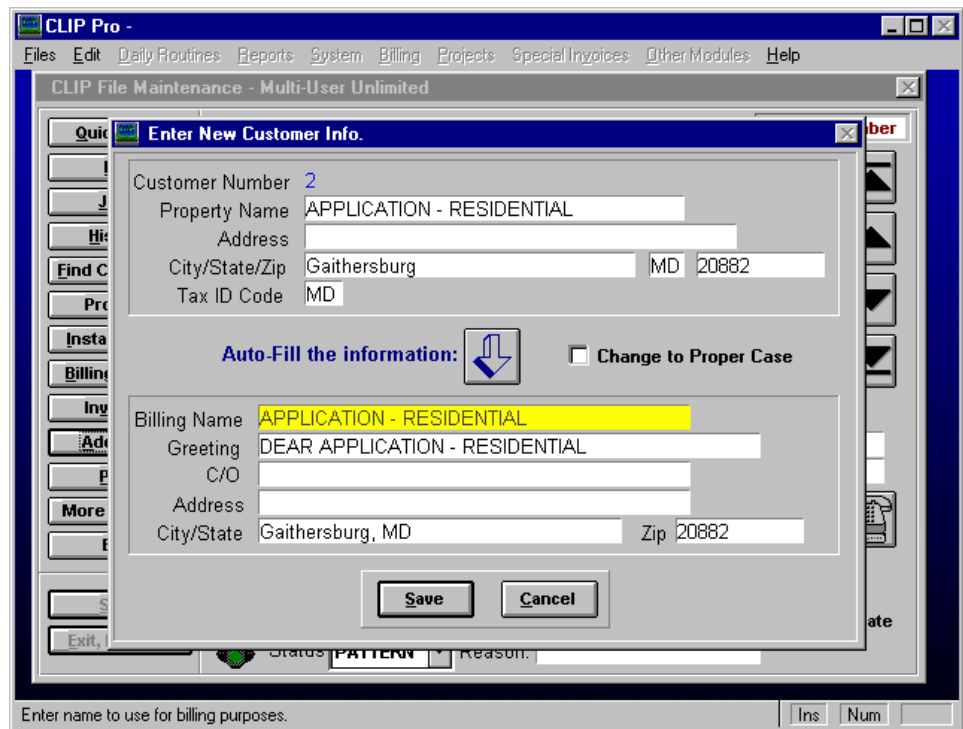 CLIP Pro -
Files Edit Daily Routines Reports System Billing Projects Special Invoices Other Modules Help
CLIP File Maintenance - Multi-User Unlimited
Enter New Customer Info.
Customer Number 2
Property Name APPLICATION - RESIDENTIAL
Address
City/State/Zip Gaithersburg MD 20882
Tax ID Code MD
Find C
Insta
Auto-Fill the information: Change to Proper Case
Billing
Billing Name APPLICATION - RESIDENTIAL
Greeting DEAR APPLICATION - RESIDENTIAL
C/O
More
Address
City/State Gaithersburg, MD Zip 20882
Save Cancel
Exit,
Status PATTERN Reason:
Enter name to use for billing purposes. Ins Num